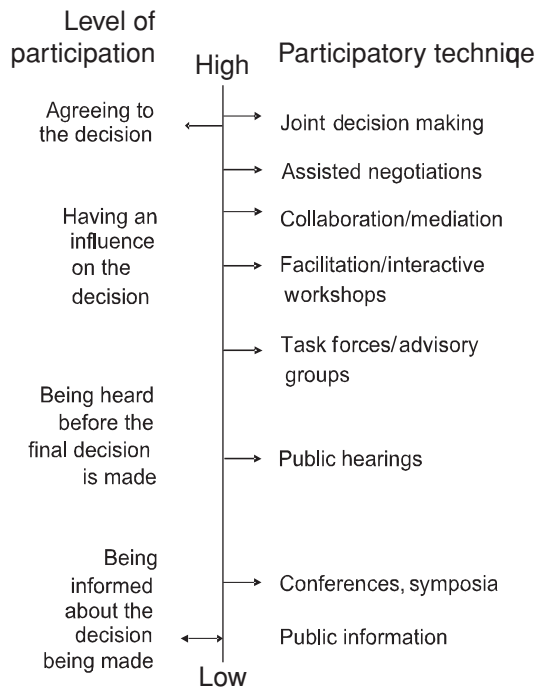 Level of
participation
High
Participatory techniqe
Agreeing to
the decision
Joint decision making
Assisted negotiations
Having an
influence
on the
decision
Collaboration/mediation
Facilitation/interactive
workshops
Task forces/advisory
groups
Being heard
before the
final decision
is made
Public hearings
Being
informed
about the
decision
being made
Conferences, symposia
Public information
Low